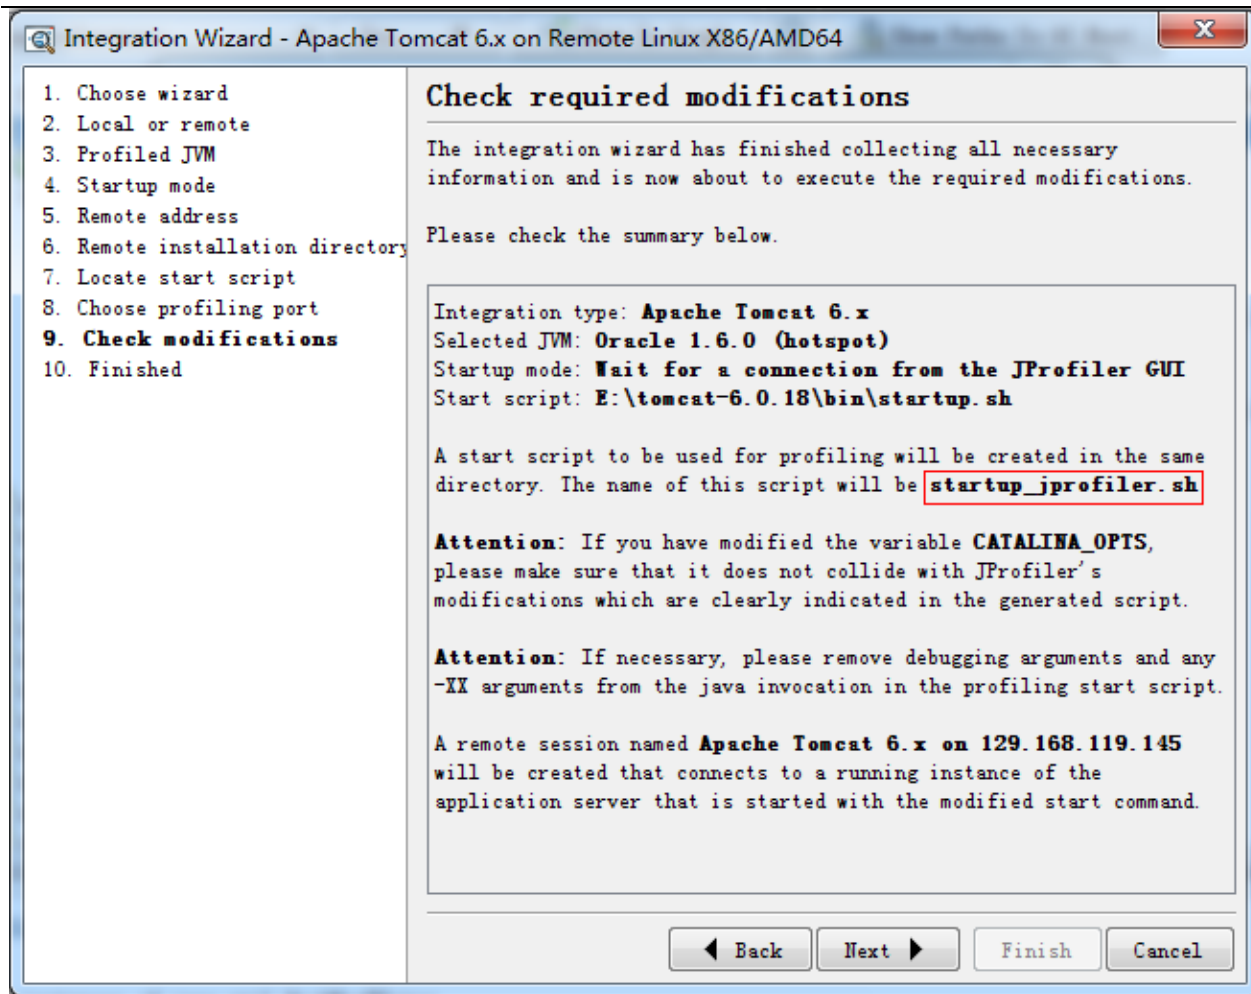 Integration Wizard - Apache Tomcat 6.x on Remote Linux X86/AMD64
1. Choose wizard
2. Local or remote
3. Profiled JVM
4. Startup mode
5. Remote address
6. Remote installation directory
7. Locate start script
8. Choose profiling port
9. Check modifications
10. Finished
Check required modifications
The integration wizard has finished collecting all necessary
information and is now about to execute the required modifications.
Please check the summary below.
Integration type: Apache Tomcat 6.x
Selected JVM: Oracle 1.6.0 (hotspot)
Startup mode: Wait for a connection from the JProfiler GUI
Start script: E:\tomcat-6.0.18\bin\startup.sh
A start script to be used for profiling will be created in the same
directory. The name of this script will be startup_jprofiler.sh
Attention: If you have modified the variable CATALINA_OPTS,
please make sure that it does not collide with JProfiler's
modifications which are clearly indicated in the generated script.
Attention: If necessary, please remove debugging arguments and any
-XX arguments from the java invocation in the profiling start script.
A remote session named Apache Tomcat 6.x on 129.168.119.145
will be created that connects to a running instance of the
application server that is started with the modified start command.
Back
Next
Finish
Cancel